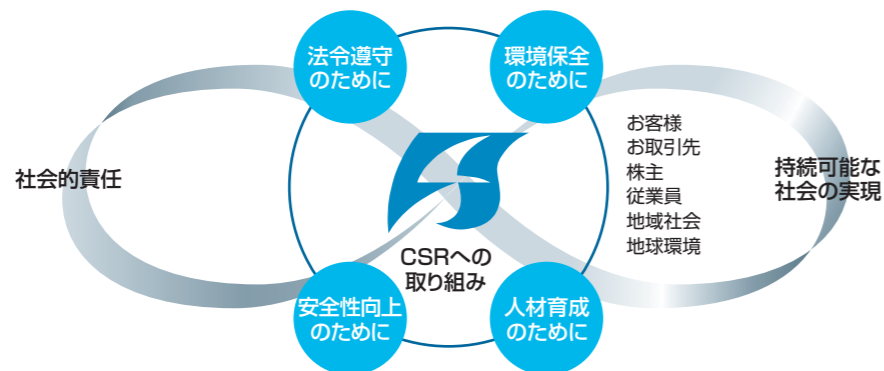 法令遵守
のために
環境保全
のために
社会的責任
お客様
お取引先
株主
従業員
地域社会
地球環境
持続可能な
社会の実現
CSRへの
取り組み
安全性向上
のために
人材育成
のために